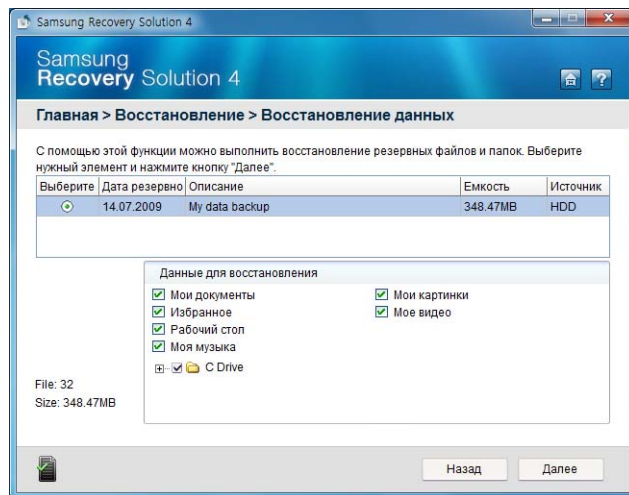 Samsung Recovery Solution 4
Samsung
Recovery Solution 4
Главная > Восстановление > Восстановление данных
С помощью этой функции можно выполнить восстановление резервных файлов и папок. Выберите
нужный элемент и нажмите кнопку "Далее".
Выберите Дата резервно Описание Емкость Источник
14.07.2009 My data backup 348.47MB HDD
Данные для восстановления
Мои документы Мои картинки
Избранное Мое видео
Рабочий стол
Моя музыка
C Drive
File: 32
Size: 348.47MB
Назад Далее